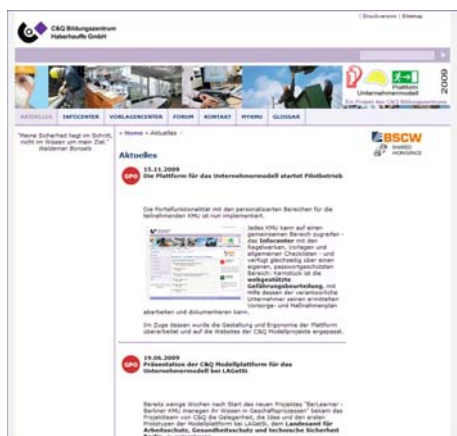 | Druckversion | Sitemap
C&Q Bildungszentrum
Haberhauffe GmbH
Plattform
Unternehmermodell
Ein Projekt des C&Q Bildungszentrums
2009
AKTUELLES INFOCENTER VORLAGENCENTER FORUM KONTAKT MYKMU GLOSSAR
"Meine Sicherheit liegt im Schritt,
nicht im Wissen um mein Ziel."
Waldemar Bonsels
» Home » Aktuelles
BSCW
SHARED
WORKSPACE
Aktuelles
GPO
15.11.2009
Die Plattform für das Unternehmermodell startet Pilotbetrieb
Die Portalfunktionalität mit den personalisierten Bereichen für die
teilnehmenden KMU ist nun implementiert.
Jedes KMU kann auf einen
gemeinsamen Bereich zugreifen -
das Infocenter mit den
Regelwerken, Vorlagen und
allgemeinen Checklisten - und
verfügt gleichzeitig über einen
eigenen, passwortgeschützten
Bereich: Kernstück ist die
webgestützte
Gefährdungsbeurteilung, mit
Hilfe dessen der verantwortliche
Unternehmer seinen ermittelten
Vorsorge- und Maßnahmenplan
abarbeiten und dokumentieren kann.
Im Zuge dessen wurde die Gestaltung und Ergonomie der Plattform
überarbeitet und auf die Websites der C&Q Modellprojekte angepasst.
GPO
19.06.2009
Präsentation der C&Q Modellplattform für das
Unternehmermodell bei LAGetSi
Bereits wenige Wochen nach Start des neuen Projektes "BerLearner -
Berliner KMU managen ihr Wissen in Geschäftsprozessen" bekam das
Projektteam von C&Q die Gelegenheit, die Idee und den ersten
Prototypen der Modellplattform bei LAGetSi, dem Landesamt für
Arbeitsschutz, Gesundheitsschutz und technische Sicherheit